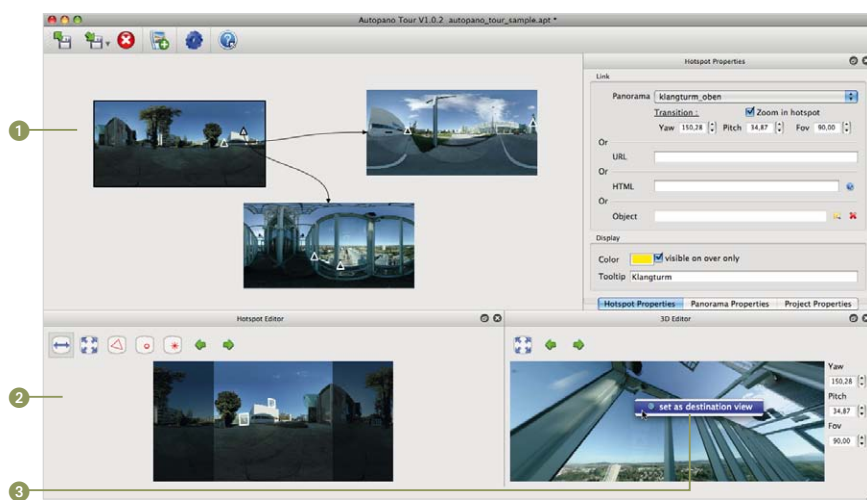 Autopano Tour V1.0.2 autopano_tour_sample.apt *
Hotspot Properties
Link
Panorama klangturm_oben
Transition : Zoom in hotspot
Yaw 150,28 Pitch 34,87 Fov 90,00
Or
URL
Or
HTML
Or
Object
Display
Color visible on over only
Tooltip Klangturm
Hotspot Properties Panorama Properties Project Properties
1
Hotspot Editor
3D Editor
set as destination view
Yaw
150,28
Pitch
34,87
Fov
90,00
2
3